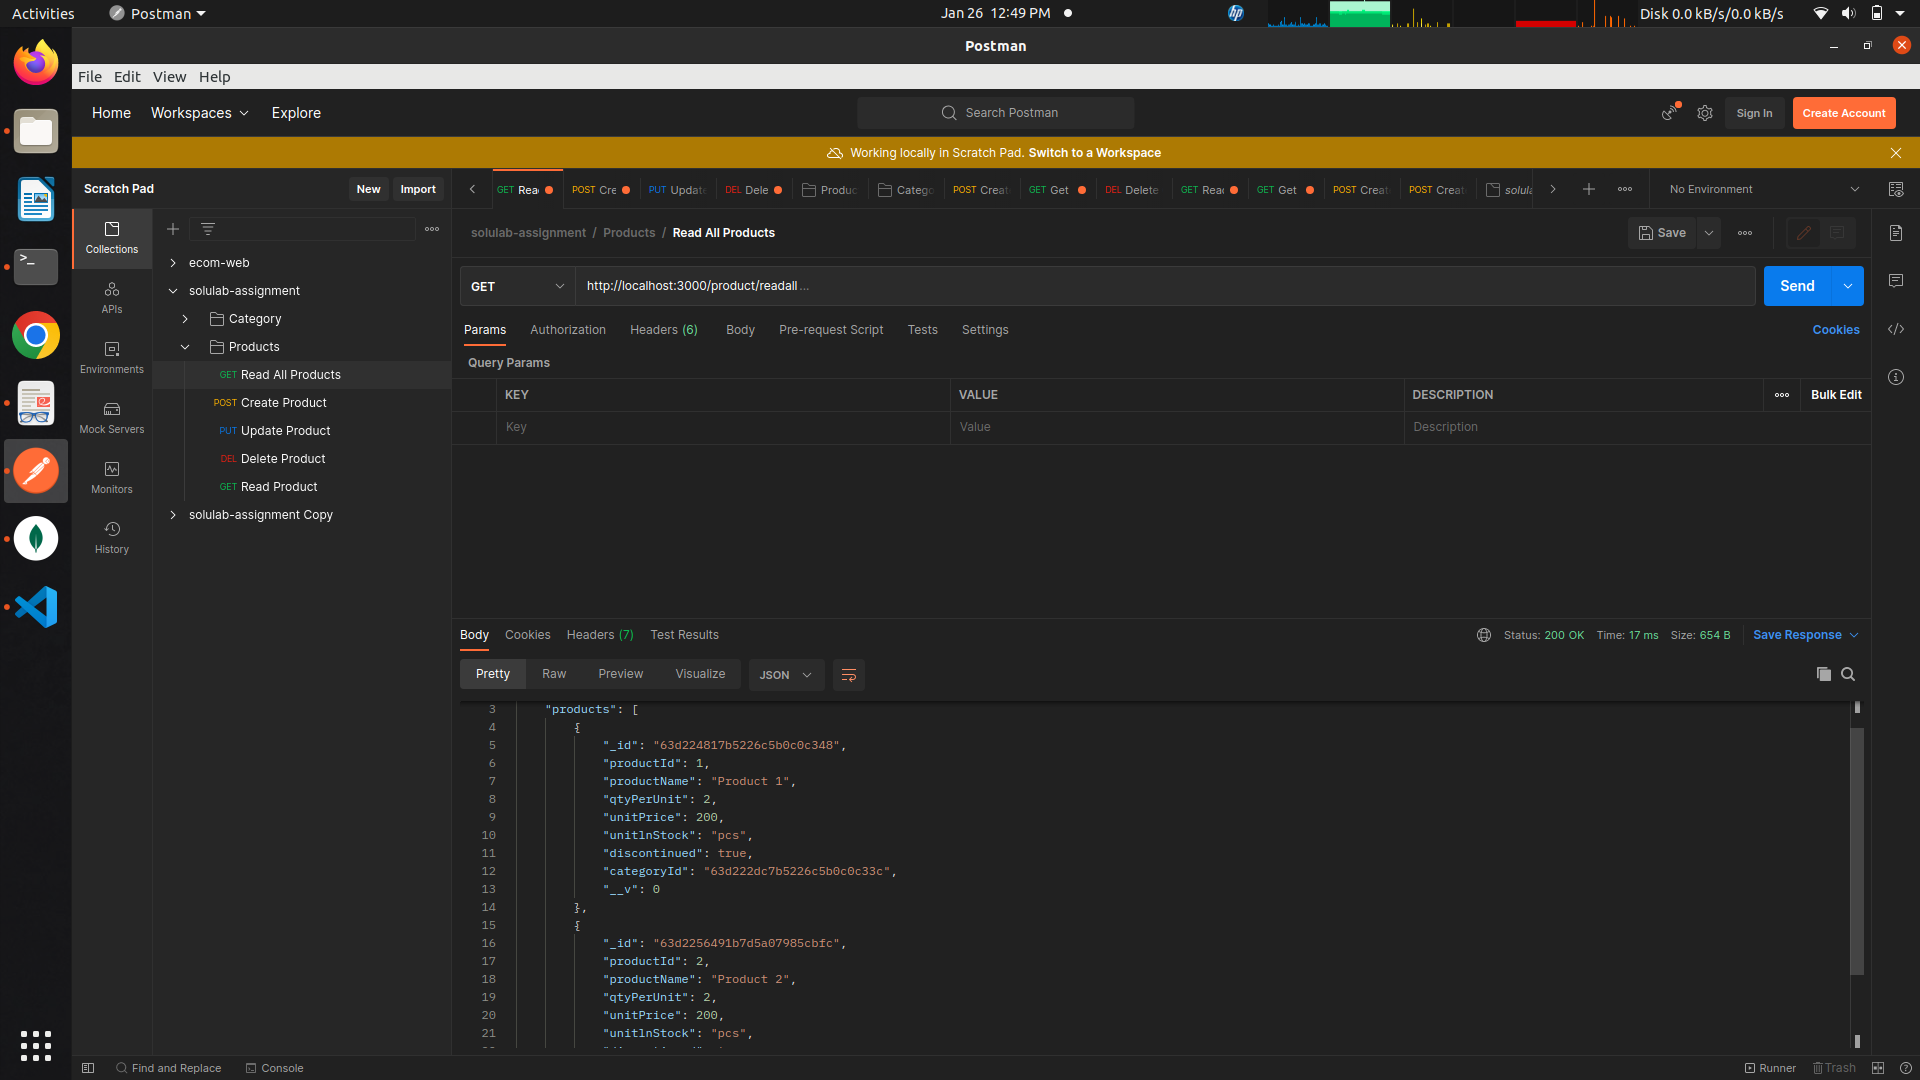 Activities
Postman
Jan 26 12:49 PM
hp
Disk 0.0 kB/s/0.0 kB/s
Postman
File Edit View Help
Home Workspaces Explore
Search Postman
Sign In
Create Account
Working locally in Scratch Pad. Switch to a Workspace
Scratch Pad
New
Import
GET Rea
POST Cre
PUT Update
DEL Dele
Produc
Catego
POST Creat
GET Get
DEL Delete
GET Rea
GET Get
POST Creat
POST Creat
solula
No Environment
Collections
APIs
Environments
Mock Servers
Monitors
History
ecom-web
solulab-assignment
Category
Products
GET Read All Products
POST Create Product
PUT Update Product
DEL Delete Product
GET Read Product
solulab-assignment Copy
solulab-assignment / Products / Read All Products
Save
GET
http://localhost:3000/product/readall ...
Send
Params Authorization Headers (6) Body Pre-request Script Tests Settings
Cookies
Query Params
KEY VALUE DESCRIPTION
Bulk Edit
Key Value Description
Body Cookies Headers (7) Test Results
Status: 200 OK Time: 17 ms Size: 654 B
Save Response
Pretty Raw Preview Visualize
JSON
3 "products": [
4 {
5 "_id": "63d224817b5226c5b0c0c348",
6 "productId": 1,
7 "productName": "Product 1",
8 "qtyPerUnit": 2,
9 "unitPrice": 200,
10 "unitlnStock": "pcs",
11 "discontinued": true,
12 "categoryId": "63d222dc7b5226c5b0c0c33c",
13 "__v": 0
14 },
15 {
16 "_id": "63d2256491b7d5a07985cbfc",
17 "productId": 2,
18 "productName": "Product 2",
19 "qtyPerUnit": 2,
20 "unitPrice": 200,
21 "unitlnStock": "pcs",
Find and Replace
Console
Runner
Trash